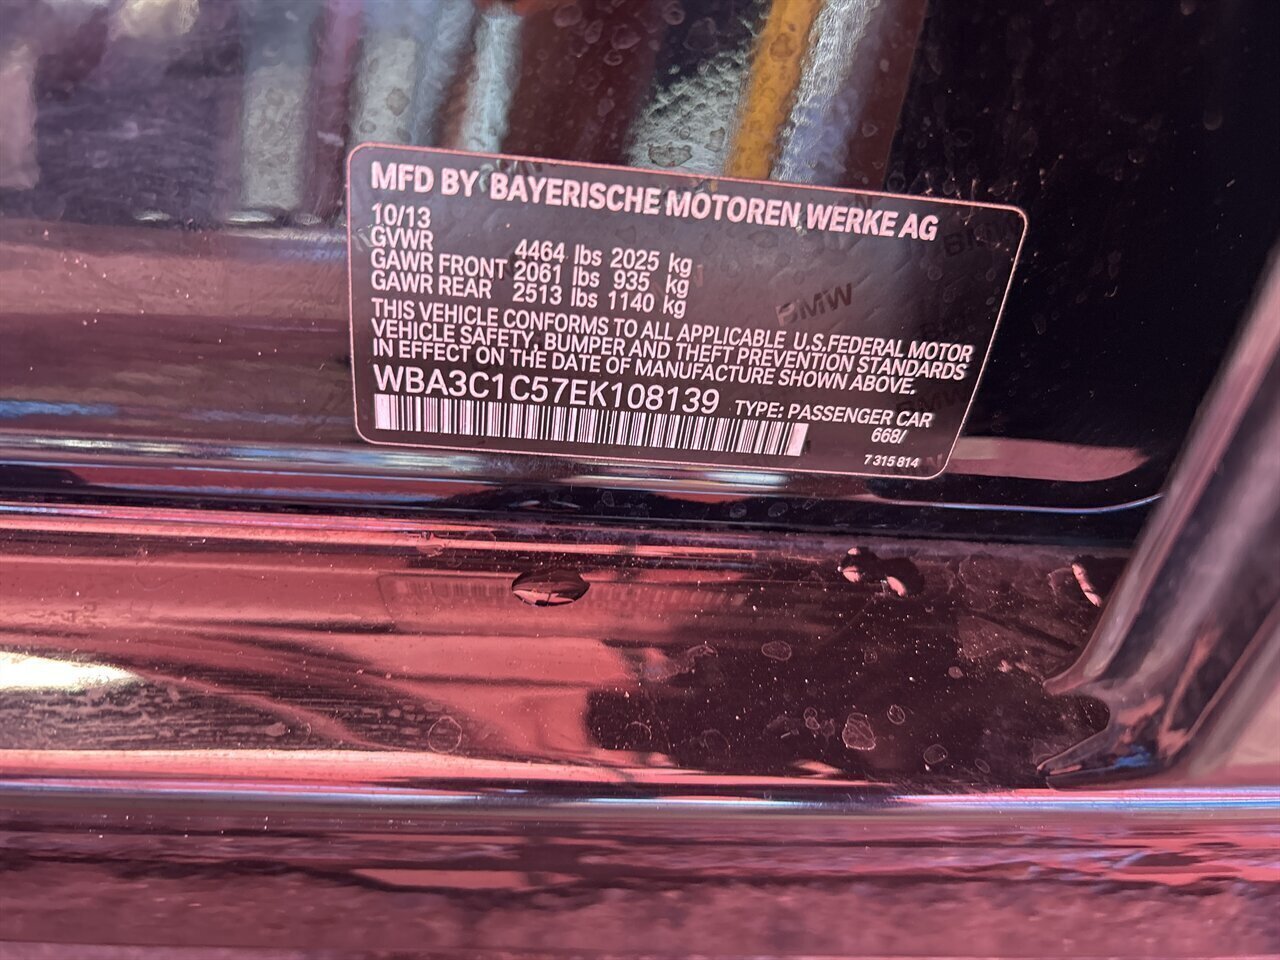 MFD BY BAYERISCHE MOTOREN WERKE AG
10/13
GVWR 4464 lbs 2025 kg
GAWR FRONT 2061 lbs 935 kg
GAWR REAR 2513 lbs 1140 kg
THIS VEHICLE CONFORMS TO ALL APPLICABLE U.S.FEDERAL MOTOR
VEHICLE SAFETY, BUMPER AND THEFT PREVENTION STANDARDS
IN EFFECT ON THE DATE OF MANUFACTURE SHOWN ABOVE.
WBA3C1C57EK108139 TYPE: PASSENGER CAR
668/
7 315 814
BMW
BMW